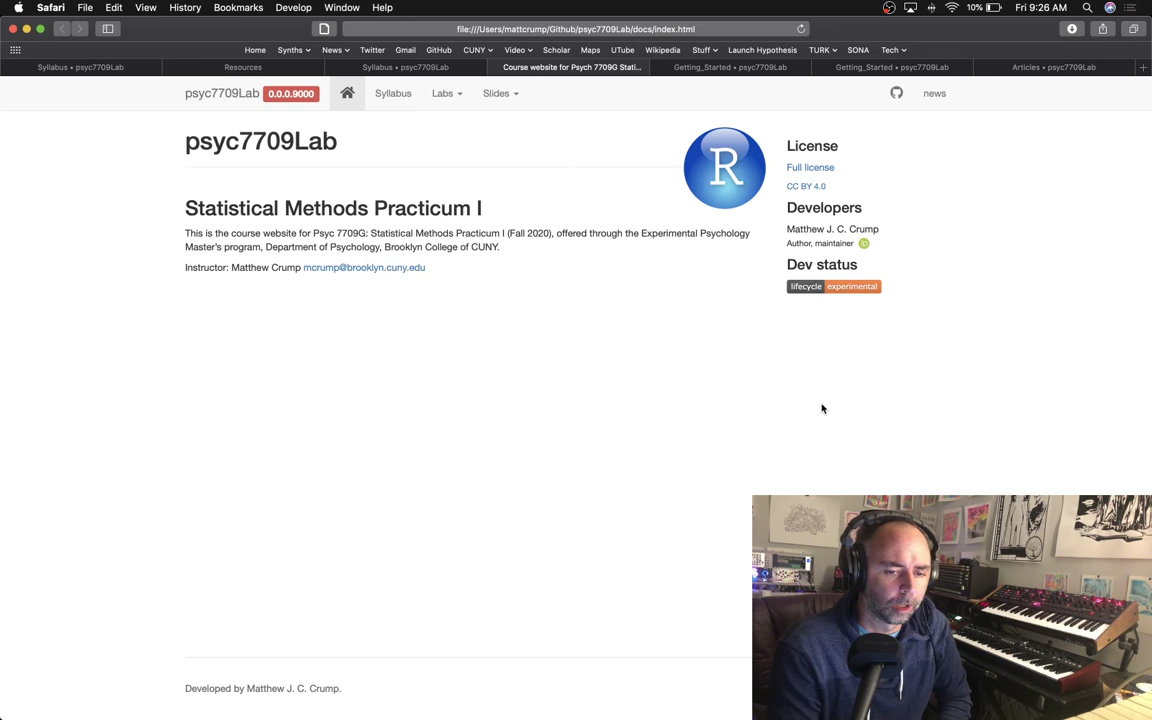 Safari File Edit View History Bookmarks Develop Window Help 10% Fri 9:26 AM
file:///Users/mattcrump/Github/psyc7709Lab/docs/index.html
Home Synths News Twitter Gmail GitHub CUNY Video Scholar Maps UTube Wikipedia Stuff Launch Hypothesis TURK SONA Tech
Syllabus • psyc7709Lab Resources Syllabus • psyc7709Lab Course website for Psych 7709G Stati... Getting_Started • psyc7709Lab Getting_Started • psyc7709Lab Articles • psyc7709Lab
psyc7709Lab 0.0.0.9000 Syllabus Labs Slides news
psyc7709Lab
R
Statistical Methods Practicum I
This is the course website for Psyc 7709G: Statistical Methods Practicum I (Fall 2020), offered through the Experimental Psychology
Master's program, Department of Psychology, Brooklyn College of CUNY.
Instructor: Matthew Crump mcrump@brooklyn.cuny.edu
License
Full license
CC BY 4.0
Developers
Matthew J. C. Crump
Author, maintainer iD
Dev status
lifecycle experimental
Developed by Matthew J. C. Crump.